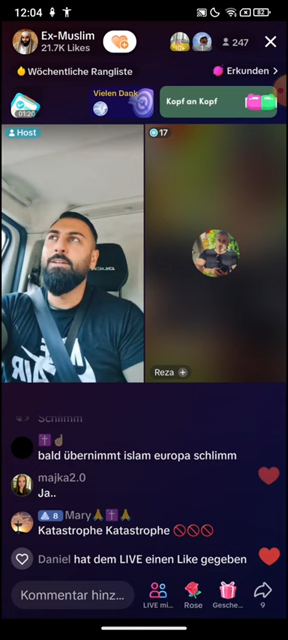 12:04
82
Ex-Muslim
21.7K Likes
247
Wöchentliche Rangliste
Erkunden >
01:20
Vielen Dank
Kopf an Kopf
Host
17
Reza +
Schlimm
bald übernimmt islam europa schlimm
majka2.0
Ja..
8 Mary
Katastrophe Katastrophe
Daniel hat dem LIVE einen Like gegeben
Kommentar hinz...
LIVE mi...
Rose
Gesche...
9